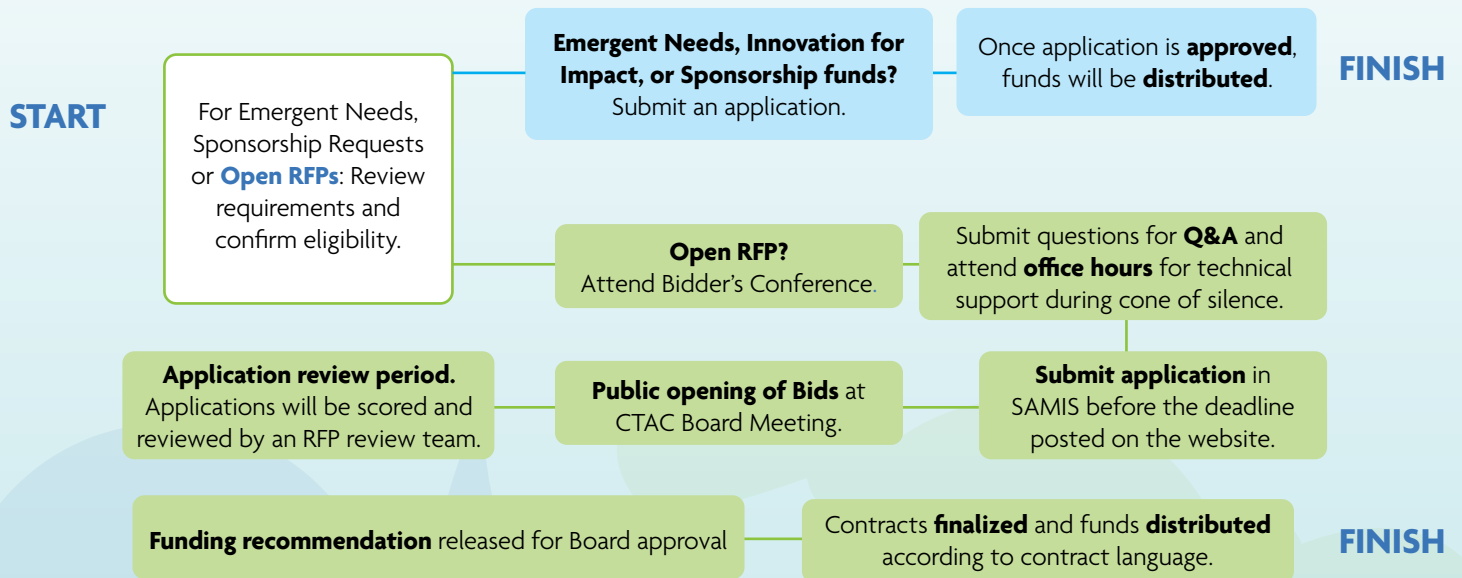 START
For Emergent Needs,
Sponsorship Requests
or Open RFPs: Review
requirements and
confirm eligibility.
Emergent Needs, Innovation for
Impact, or Sponsorship funds?
Submit an application.
Once application is approved,
funds will be distributed.
FINISH
Open RFP?
Attend Bidder’s Conference.
Submit questions for Q&A and
attend office hours for technical
support during cone of silence.
Submit application in
SAMIS before the deadline
posted on the website.
Public opening of Bids at
CTAC Board Meeting.
Application review period.
Applications will be scored and
reviewed by an RFP review team.
Funding recommendation released for Board approval
Contracts finalized and funds distributed
according to contract language.
FINISH